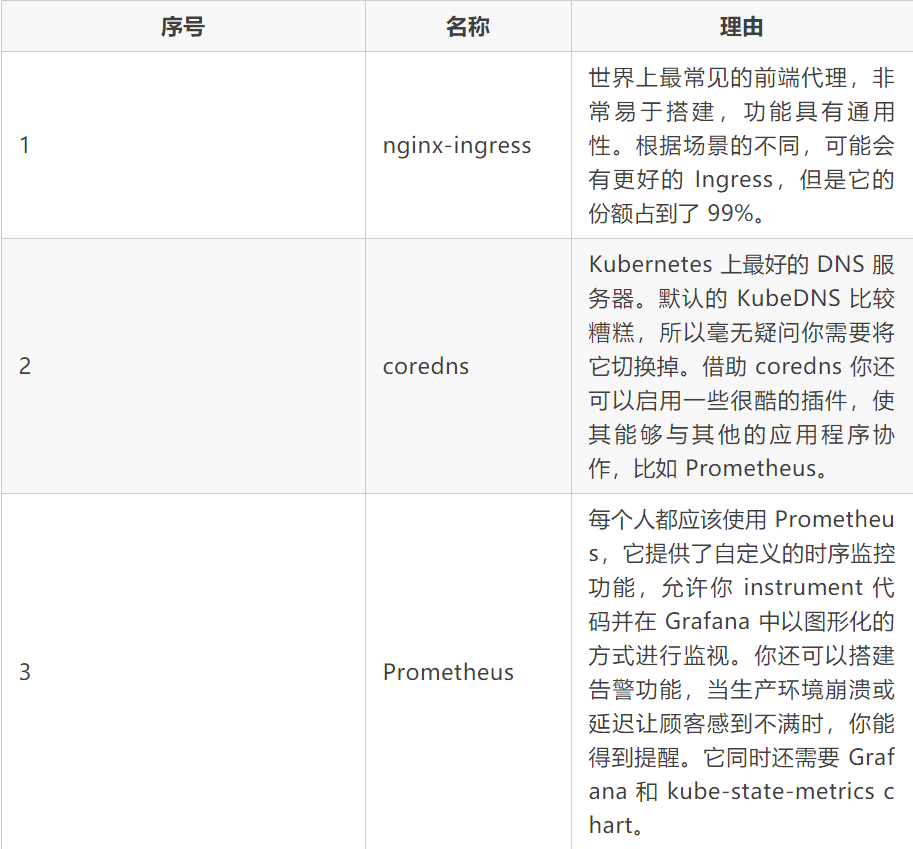 序号 名称 理由
1 nginx-ingress
世界上最常见的前端代理，非
常易于搭建，功能具有通用
性。根据场景的不同，可能会
有更好的 Ingress，但是它的
份额占到了 99%。
2 coredns
Kubernetes 上最好的 DNS 服
务器。默认的 KubeDNS 比较
糟糕，所以毫无疑问你需要将
它切换掉。借助 coredns 你还
可以启用一些很酷的插件，使
其能够与其他的应用程序协
作，比如 Prometheus。
3 Prometheus
每个人都应该使用 Prometheu
s，它提供了自定义的时序监控
功能，允许你 instrument 代
码并在 Grafana 中以图形化的
方式进行监视。你还可以搭建
告警功能，当生产环境崩溃或
延迟让顾客感到不满时，你能
得到提醒。它同时还需要 Graf
ana 和 kube-state-metrics c
hart。